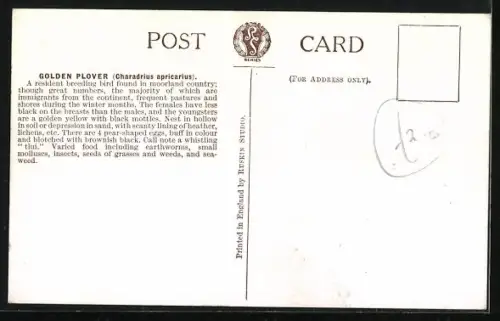 POST CARD
SERIES
GOLDEN PLOVER (Charadrius apricarius).
A resident breeding bird found in moorland country;
though great numbers, the majority of which are
immigrants from the continent, frequent pastures and
shores during the winter months. The females have less
black on the breasts than the males, and the youngsters
are a golden yellow with black mottles. Nest in hollow
in soil or depression in sand, with scanty lining of heather,
lichens, etc. There are 4 pear-shaped eggs, buff in colour
and blotched with brownish black. Call note a whistling
" tlui." Varied food including earthworms, small
molluscs, insects, seeds of grasses and weeds, and sea-
weed.
Printed in England by RUSKIN STUDIO.
(FOR ADDRESS ONLY).